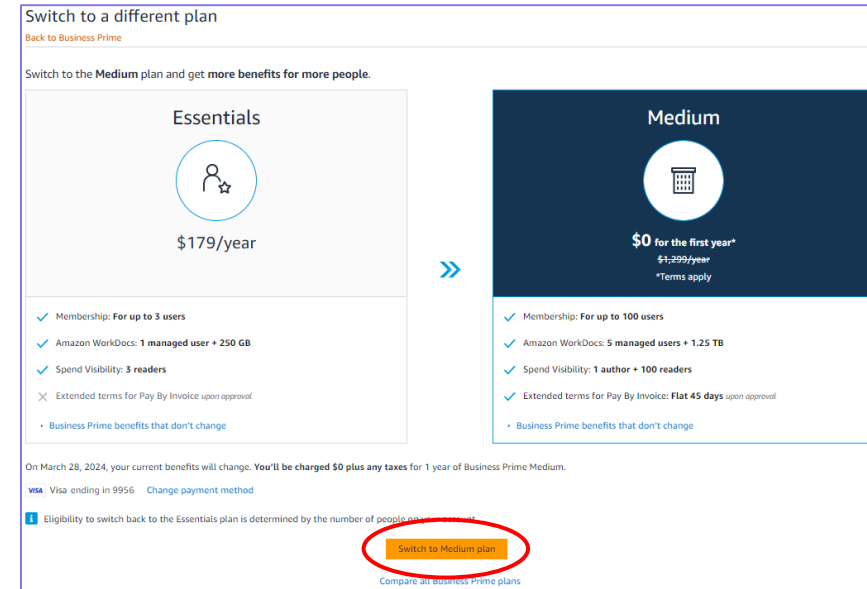 Switch to a different plan
Back to Business Prime
Switch to the Medium plan and get more benefits for more people.
Essentials
$179/year
Membership: For up to 3 users
Amazon WorkDocs: 1 managed user + 250 GB
Spend Visibility: 3 readers
Extended terms for Pay By Invoice upon approval
Business Prime benefits that don't change
Medium
$0 for the first year*
$1,299/year
*Terms apply
Membership: For up to 100 users
Amazon WorkDocs: 5 managed users + 1.25 TB
Spend Visibility: 1 author + 100 readers
Extended terms for Pay By Invoice: Flat 45 days upon approval
Business Prime benefits that don't change
On March 28, 2024, your current benefits will change. You'll be charged $0 plus any taxes for 1 year of Business Prime Medium.
VISA Visa ending in 9956 Change payment method
i Eligibility to switch back to the Essentials plan is determined by the number of people on your account.
Switch to Medium plan
Compare all Business Prime plans